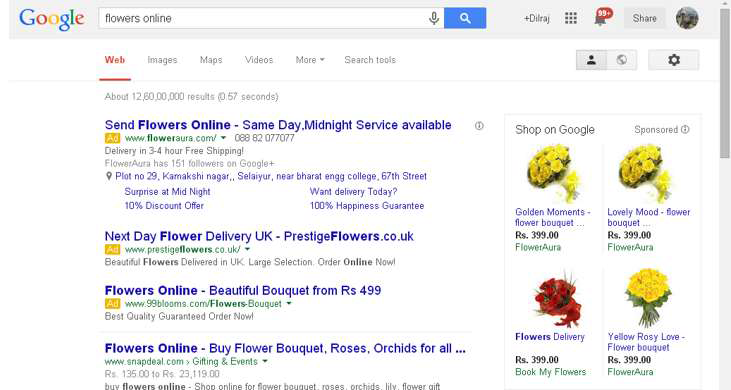 Google
flowers online
+Dilraj
99+
Share
Web Images Maps Videos More Search tools
About 12,60,00,000 results (0.57 seconds)
Send Flowers Online - Same Day,Midnight Service available
Ad www.floweraura.com/ 088 82 077077
Delivery in 3-4 hour Free Shipping!
FlowerAura has 151 followers on Google+
Plot no 29, Kamakshi nagar,, Selaiyur, near bharat engg college, 67th Street
Surprise at Mid Night Want delivery Today?
10% Discount Offer 100% Happiness Guarantee
Next Day Flower Delivery UK - PrestigeFlowers.co.uk
Ad www.prestigeflowers.co.uk/
Beautiful Flowers Delivered in UK. Large Selection. Order Online Now!
Flowers Online - Beautiful Bouquet from Rs 499
Ad www.99blooms.com/Flowers-Bouquet
Best Quality Guaranteed Order Now!
Flowers Online - Buy Flower Bouquet, Roses, Orchids for all ...
www.snapdeal.com › Gifting & Events
Rs. 135.00 to Rs. 23,119.00
buy flowers online - Shop online for flower bouquet, roses, orchids, lily, flower gift
Shop on Google Sponsored
Golden Moments -
flower bouquet ...
Rs. 399.00
FlowerAura
Lovely Mood - flower
bouquet ...
Rs. 399.00
FlowerAura
Flowers Delivery
Rs. 399.00
Book My Flowers
Yellow Rosy Love -
Flower bouquet
Rs. 399.00
FlowerAura